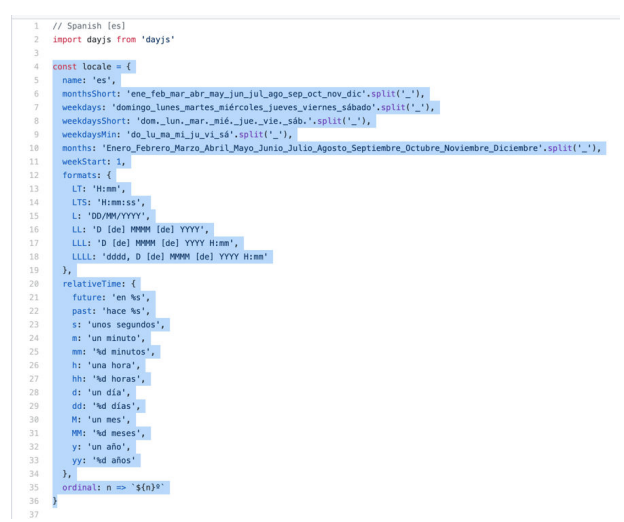 1 // Spanish [es]
2 import dayjs from 'dayjs'
3
4 const locale = {
5 name: 'es',
6 monthsShort: 'ene_feb_mar_abr_may_jun_jul_ago_sep_oct_nov_dic'.split('_'),
7 weekdays: 'domingo_lunes_martes_miércoles_jueves_viernes_sábado'.split('_'),
8 weekdaysShort: 'dom._lun._mar._mié._jue._vie._sáb.'.split('_'),
9 weekdaysMin: 'do_lu_ma_mi_ju_vi_sá'.split('_'),
10 months: 'Enero_Febrero_Marzo_Abril_Mayo_Junio_Julio_Agosto_Septiembre_Octubre_Noviembre_Diciembre'.split('_'),
11 weekStart: 1,
12 formats: {
13 LT: 'H:mm',
14 LTS: 'H:mm:ss',
15 L: 'DD/MM/YYYY',
16 LL: 'D [de] MMMM [de] YYYY',
17 LLL: 'D [de] MMMM [de] YYYY H:mm',
18 LLLL: 'dddd, D [de] MMMM [de] YYYY H:mm'
19 },
20 relativeTime: {
21 future: 'en %s',
22 past: 'hace %s',
23 s: 'unos segundos',
24 m: 'un minuto',
25 mm: '%d minutos',
26 h: 'una hora',
27 hh: '%d horas',
28 d: 'un día',
29 dd: '%d días',
30 M: 'un mes',
31 MM: '%d meses',
32 y: 'un año',
33 yy: '%d años'
34 },
35 ordinal: n => `${n}º`
36 }
37